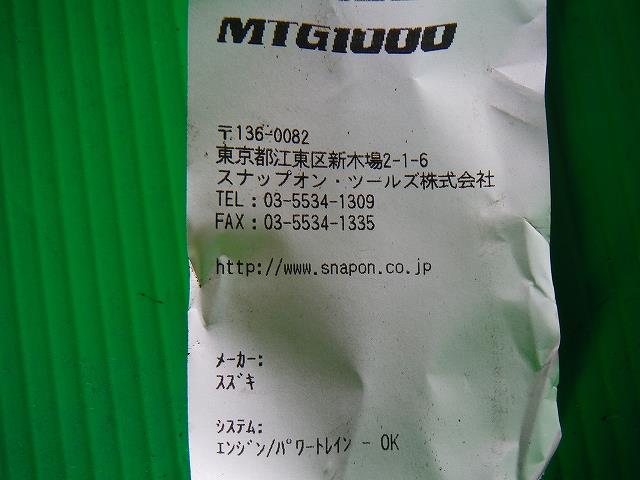 MTG1000
〒136-0082
東京都江東区新木場2-1-6
スナップオン・ツールズ株式会社
TEL：03-5534-1309
FAX：03-5534-1335
http://www.snapon.co.jp
ﾒｰｶｰ:
ｽｽﾞｷ
ｼｽﾃﾑ:
ｴﾝｼﾞﾝ/ﾊﾟﾜｰﾄﾚｲﾝ - OK